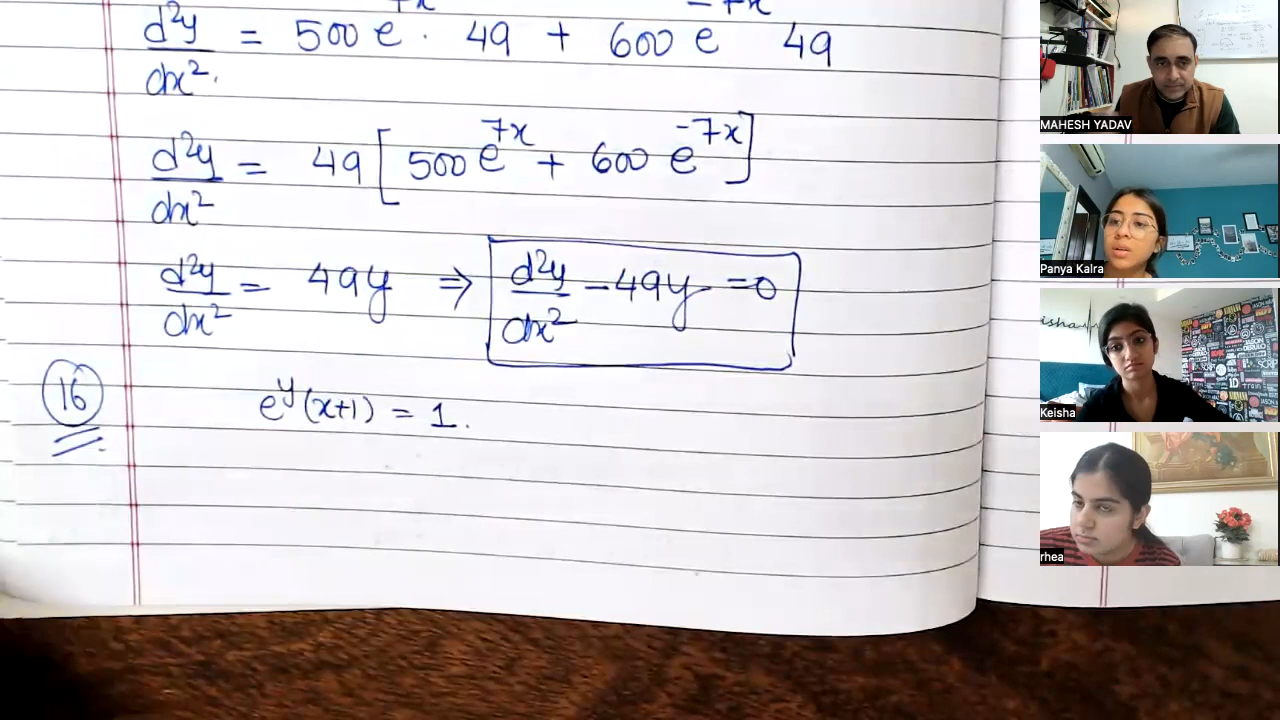 d²y/dx² = 500 e^7x · 49 + 600 e^-7x 49
d²y/dx² = 49 [ 500 e^7x + 600 e^-7x ]
d²y/dx² = 49y ⇒ d²y/dx² - 49y = 0
16 e^y (x+1) = 1.
MAHESH YADAV
Panya Kalra
Keisha
rhea